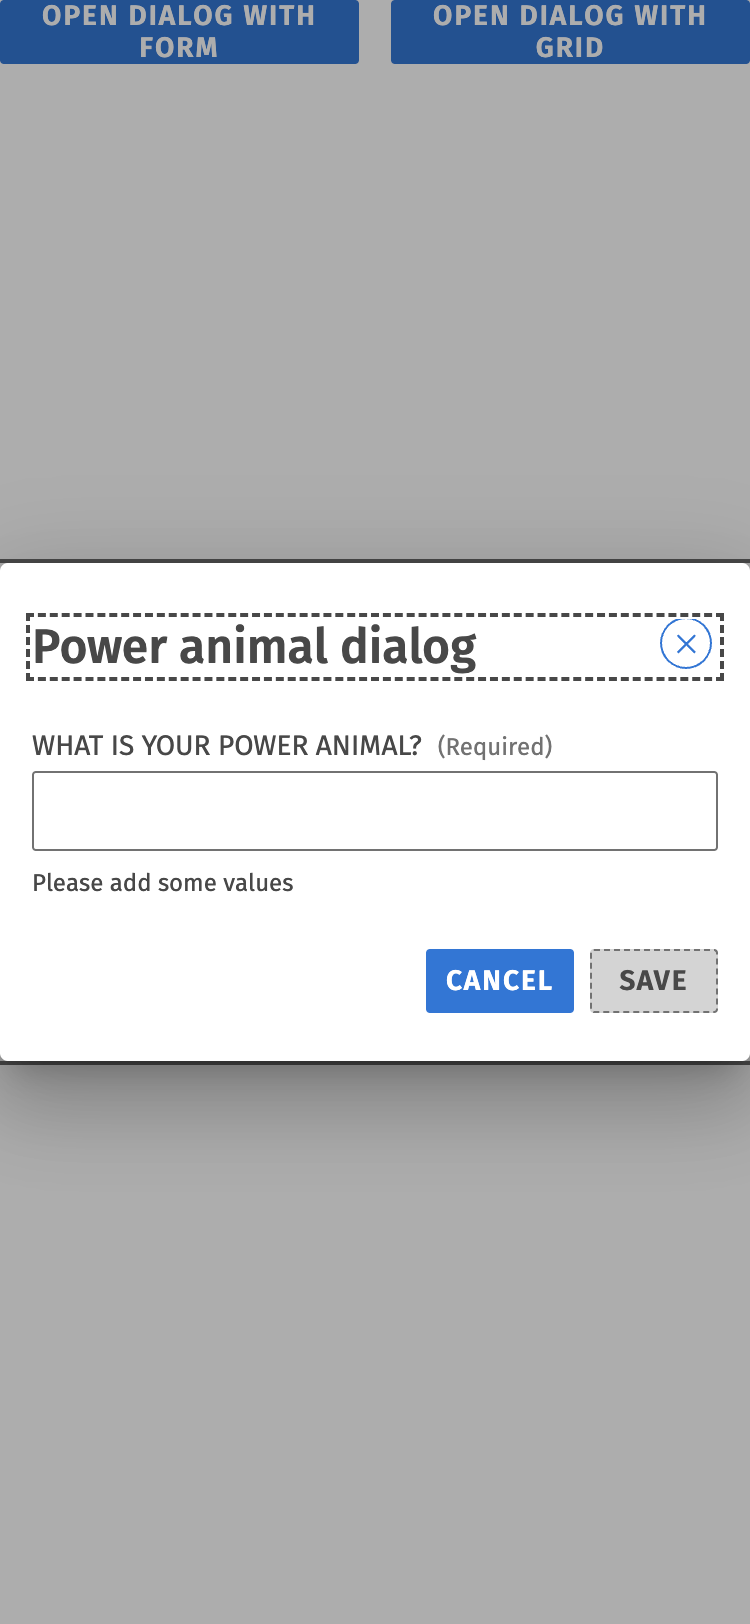 OPEN DIALOG WITH
FORM
OPEN DIALOG WITH
GRID
Power animal dialog
WHAT IS YOUR POWER ANIMAL? (Required)
Please add some values
CANCEL
SAVE